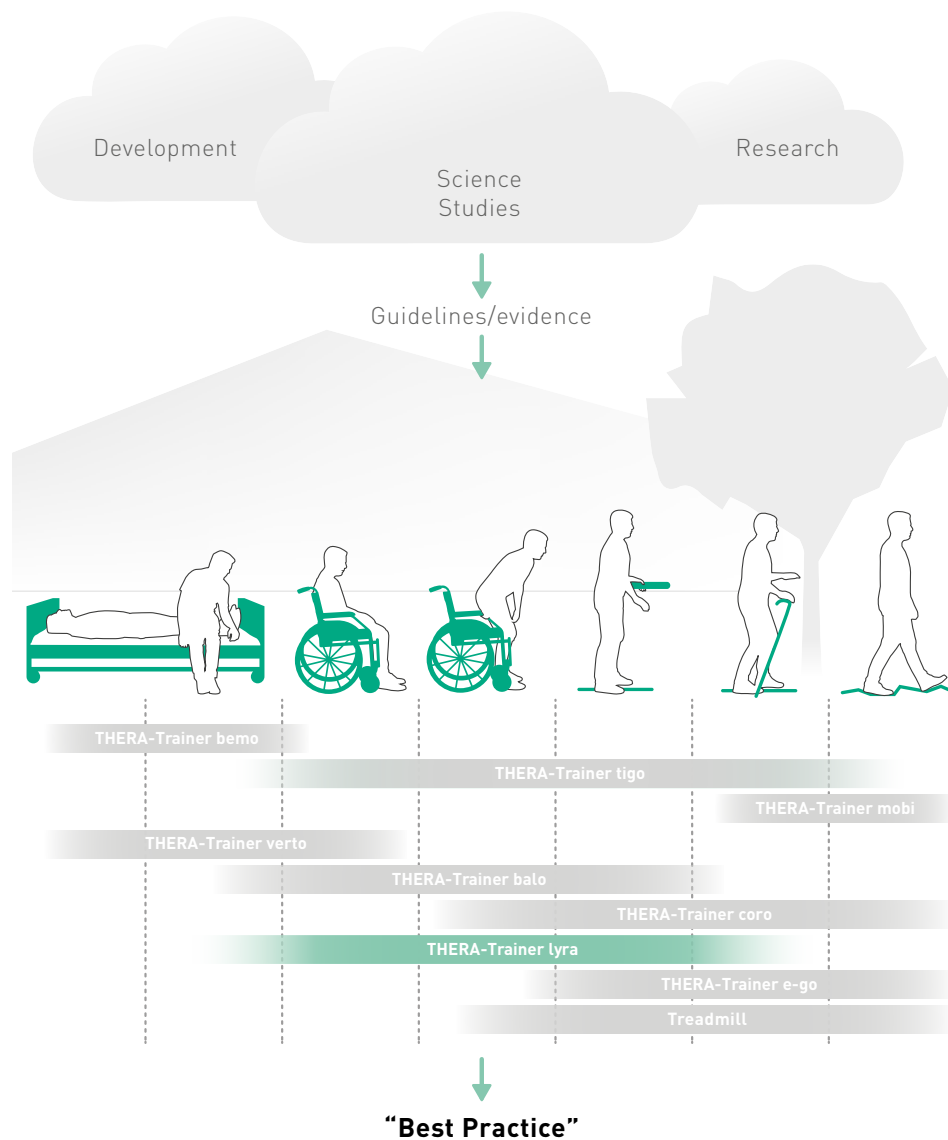 Development
Research
Science
Studies
Guidelines/evidence
THERA-Trainer bemo
THERA-Trainer tigo
THERA-Trainer mobi
THERA-Trainer verto
THERA-Trainer balo
THERA-Trainer coro
THERA-Trainer lyra
THERA-Trainer e-go
Treadmill
“Best Practice”